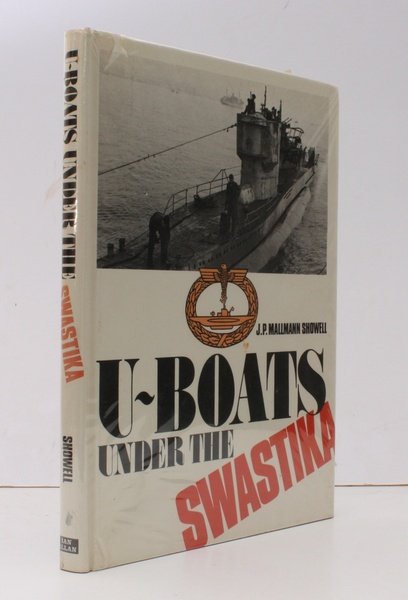 J.P. MALLMANN SHOWELL
U-BOATS
UNDER THE
SWASTIKA
U-BOATS UNDER THE SWASTIKA
SHOWELL
IAN
ALLAN